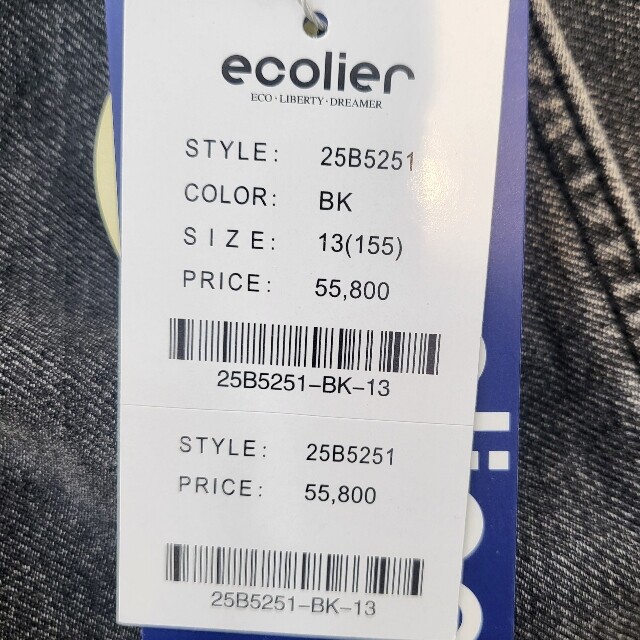 ecolier
ECO · LIBERTY · DREAMER
STYLE: 25B5251
COLOR: BK
SIZE: 13(155)
PRICE: 55,800
25B5251-BK-13
STYLE: 25B5251
PRICE: 55,800
25B5251-BK-13